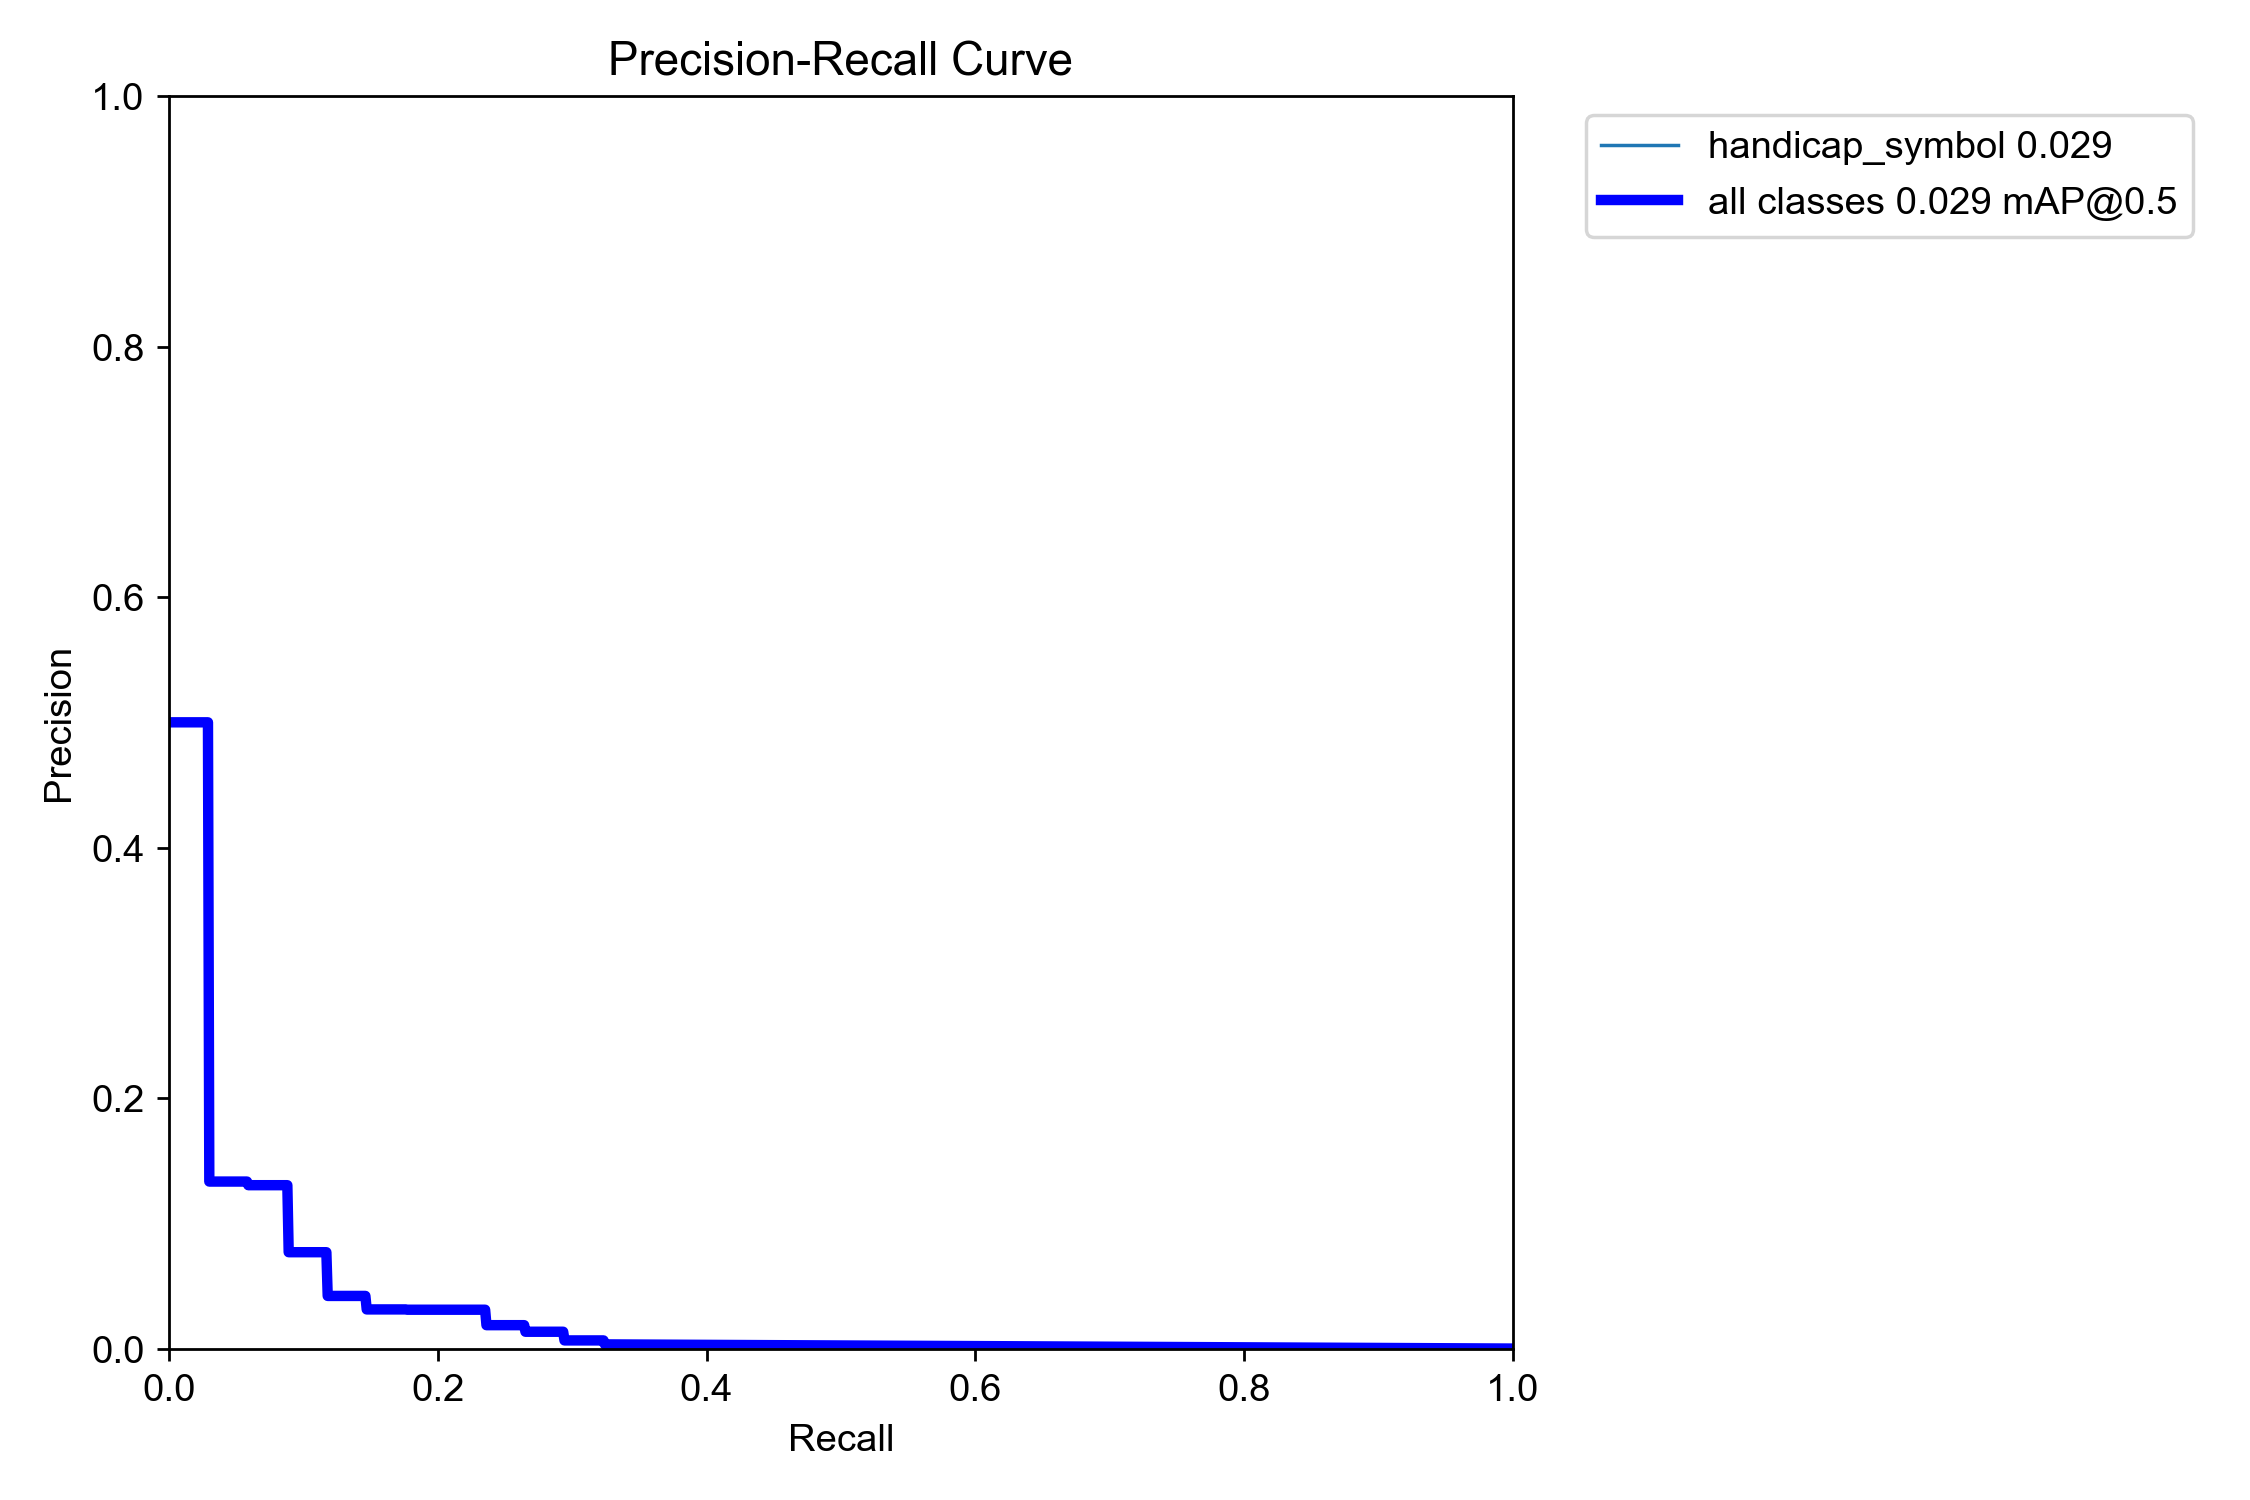 Precision-Recall Curve
1.0
0.8
0.6
0.4
0.2
0.0
Precision
0.0 0.2 0.4 0.6 0.8 1.0
Recall
handicap_symbol 0.029
all classes 0.029 mAP@0.5